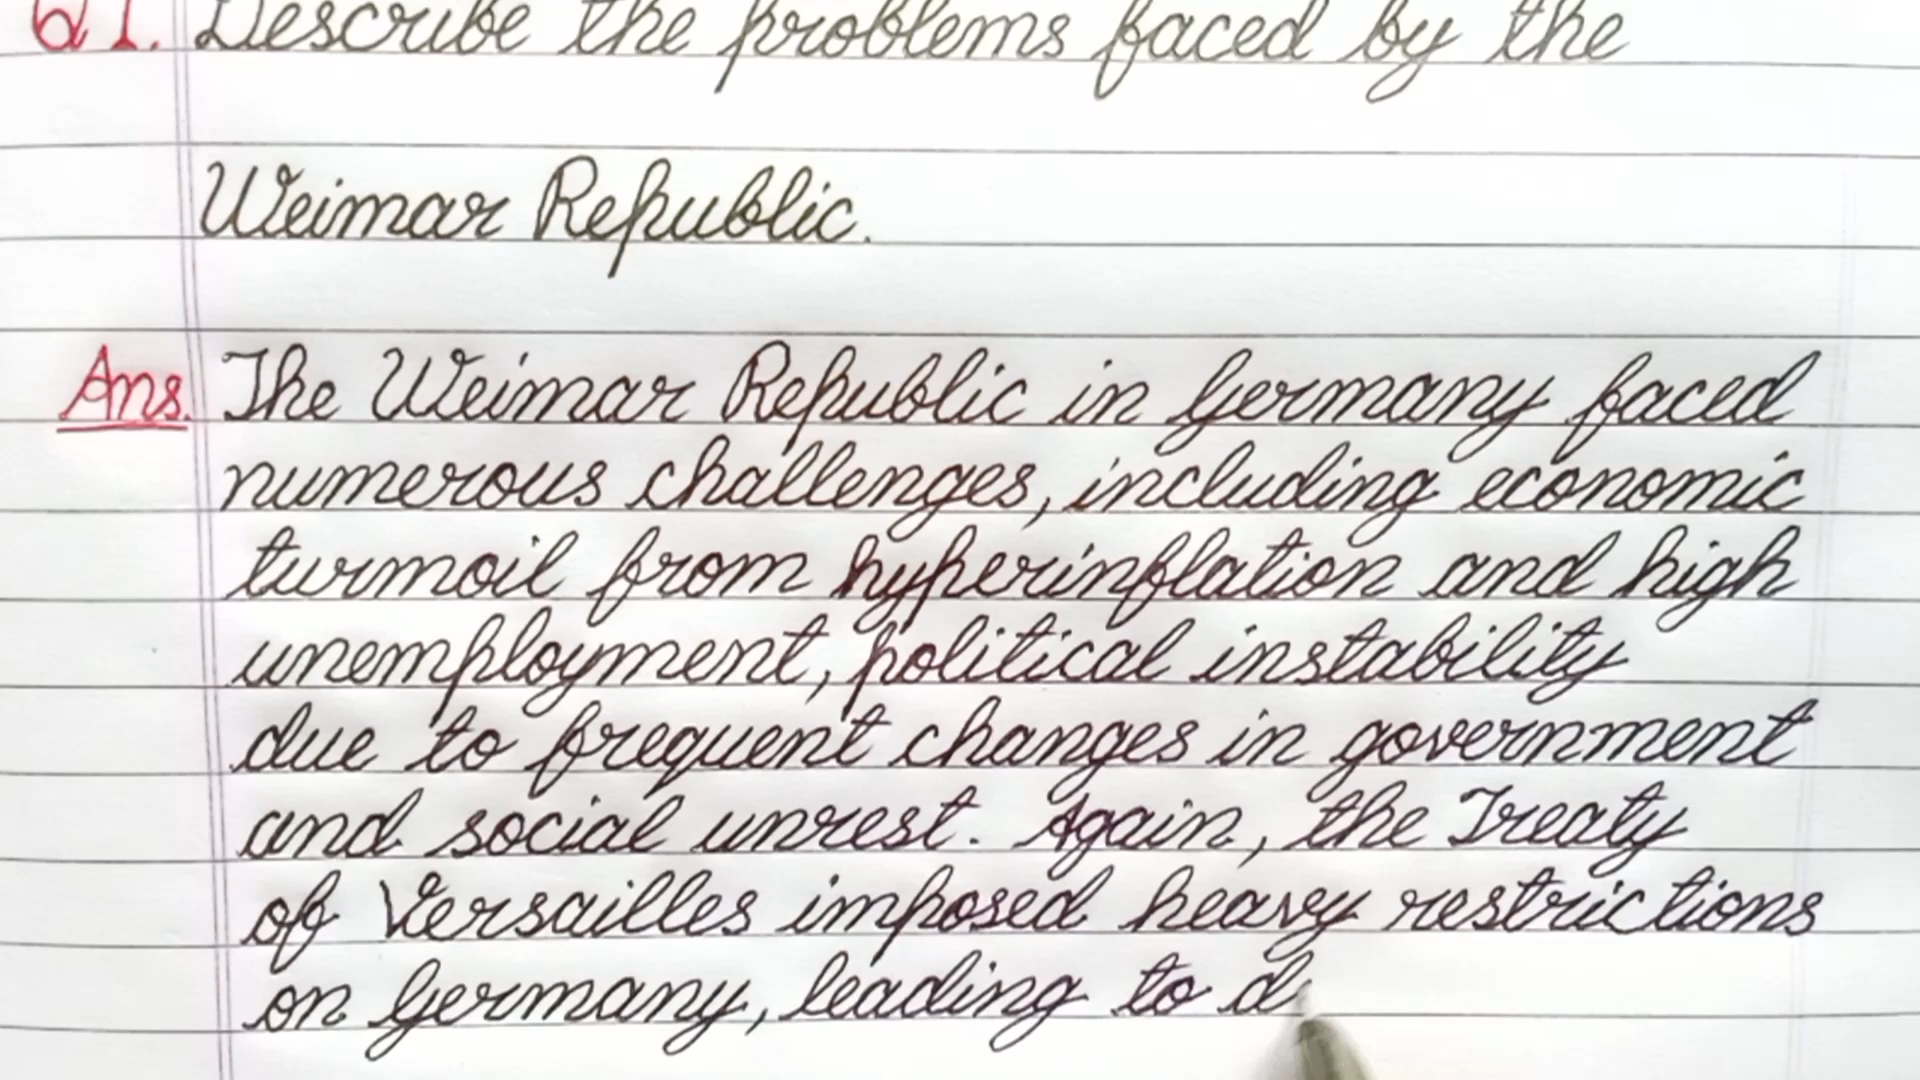 Q1. Describe the problems faced by the
Weimar Republic.
Ans. The Weimar Republic in Germany faced
numerous challenges, including economic
turmoil from hyperinflation and high
unemployment, political instability
due to frequent changes in government
and social unrest. Again, the Treaty
of Versailles imposed heavy restrictions
on Germany, leading to d